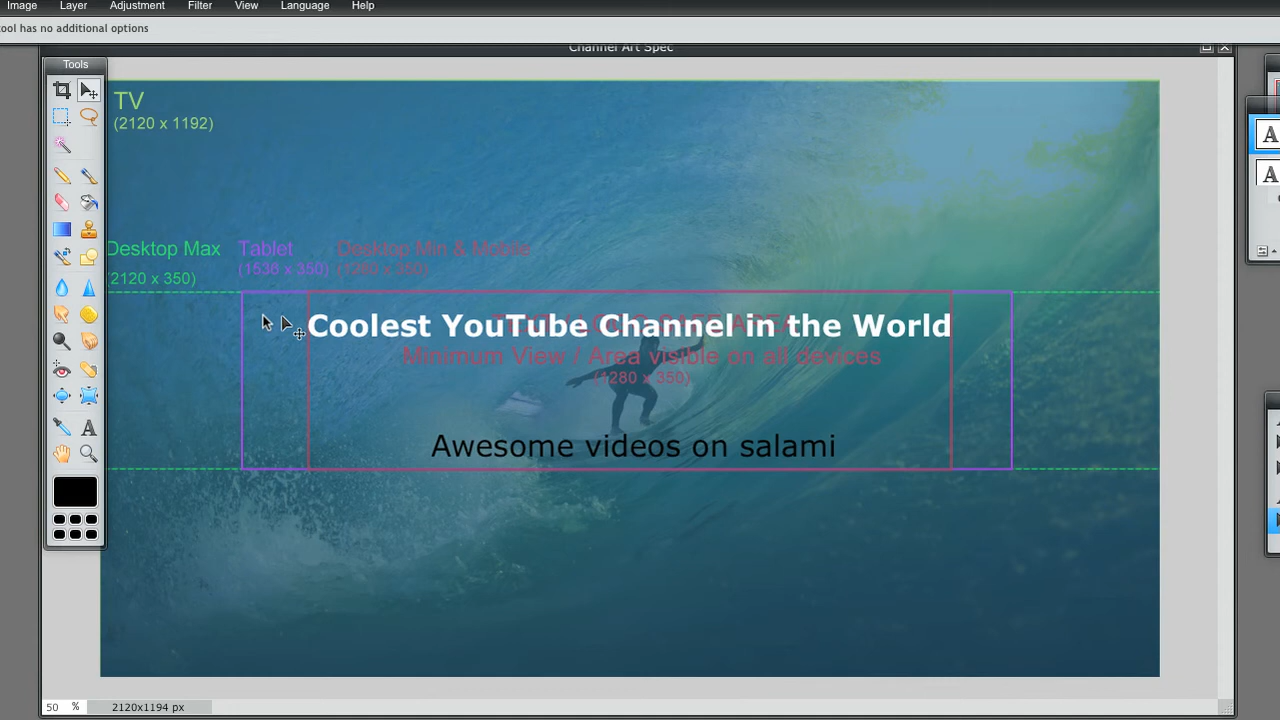 Image Layer Adjustment Filter View Language Help
ool has no additional options
Channel Art Spec
Tools
TV
(2120 x 1192)
Desktop Max Tablet Desktop Min & Mobile
(2120 x 350) (1536 x 350) (1280 x 350)
Coolest YouTube Channel in the World
Minimum View / Area visible on all devices
(1280 x 350)
Awesome videos on salami
50 % 2120x1194 px